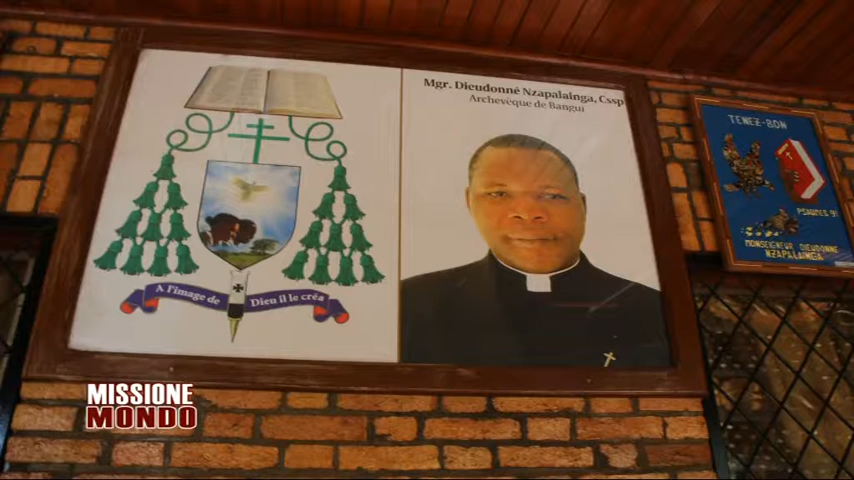 Mgr. Dieudonné Nzapalainga, Cssp
Archevêque de Bangui
A l'image de Dieu il le créa
TENEZ-BON
PSAUMES 91
MONSEIGNEUR DIEUDONNE
NZAPALAINGA
MISSIONE
MONDO